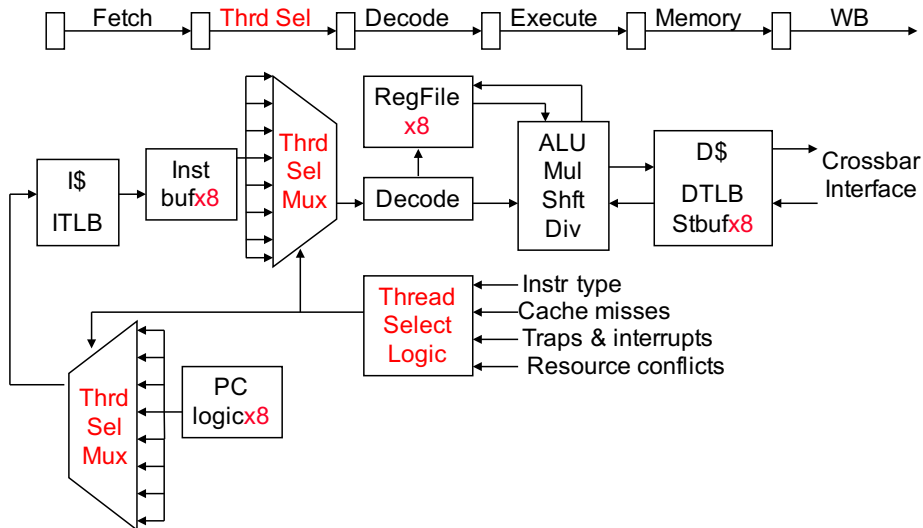 Fetch Thrd Sel Decode Execute Memory WB
RegFile
x8
Thrd
Sel
Mux
I$
ITLB
Inst
bufx8
Decode
ALU
Mul
Shft
Div
D$
DTLB
Stbufx8
Crossbar
Interface
Thread
Select
Logic
Instr type
Cache misses
Traps & interrupts
Resource conflicts
Thrd
Sel
Mux
PC
logicx8